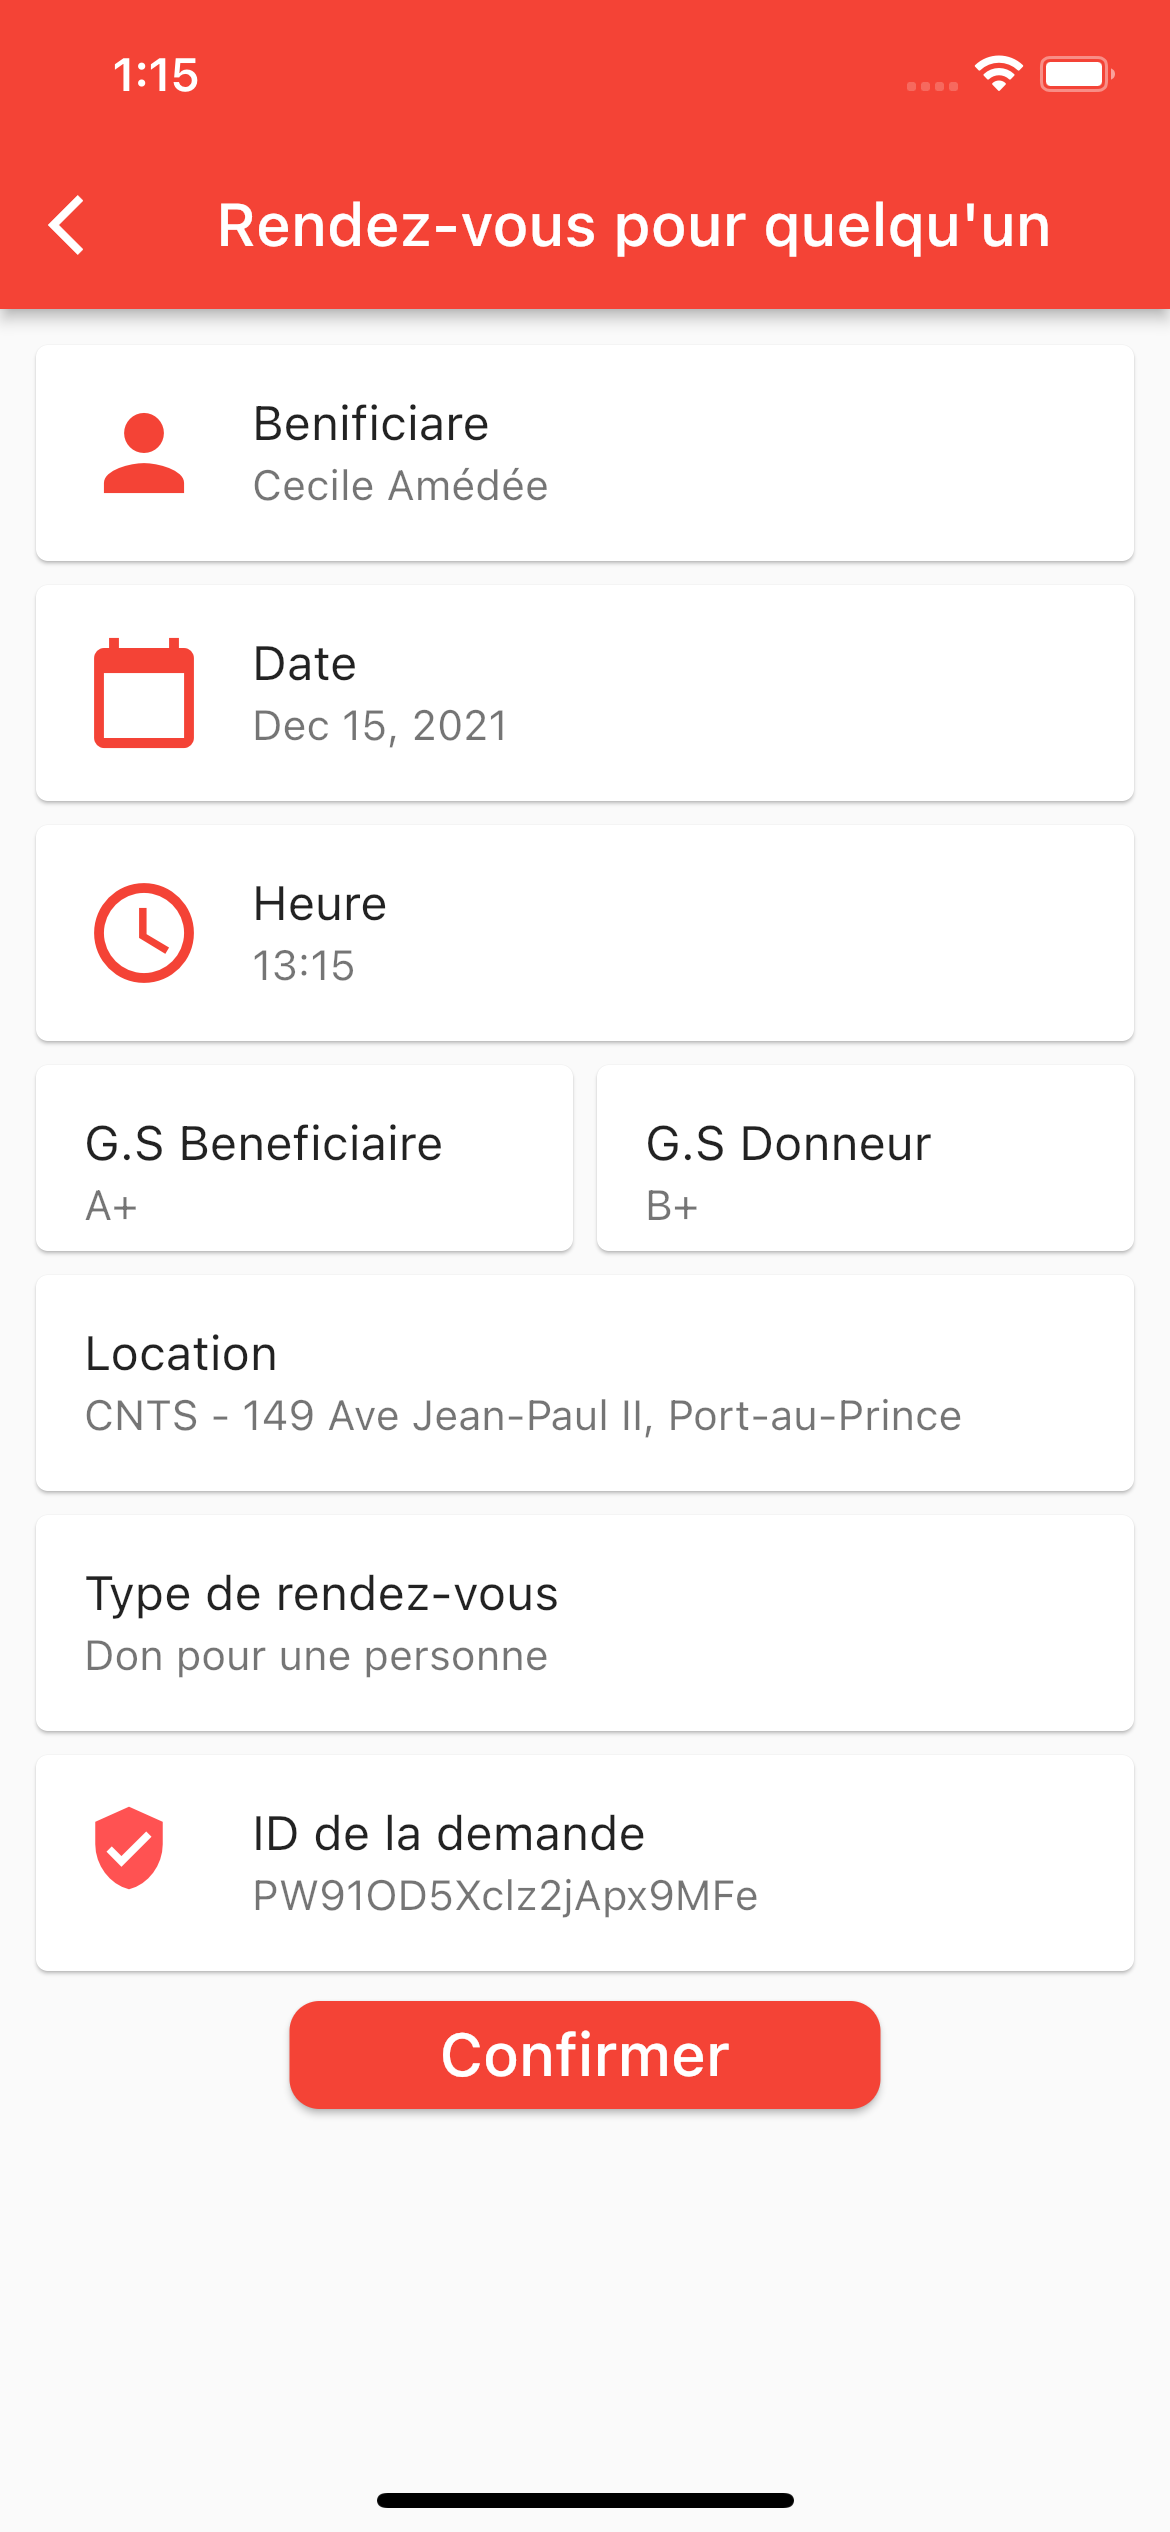 1:15
Rendez-vous pour quelqu'un
Benificiare
Cecile Amédée
Date
Dec 15, 2021
Heure
13:15
G.S Beneficiaire
A+
G.S Donneur
B+
Location
CNTS - 149 Ave Jean-Paul II, Port-au-Prince
Type de rendez-vous
Don pour une personne
ID de la demande
PW91OD5Xclz2jApx9MFe
Confirmer